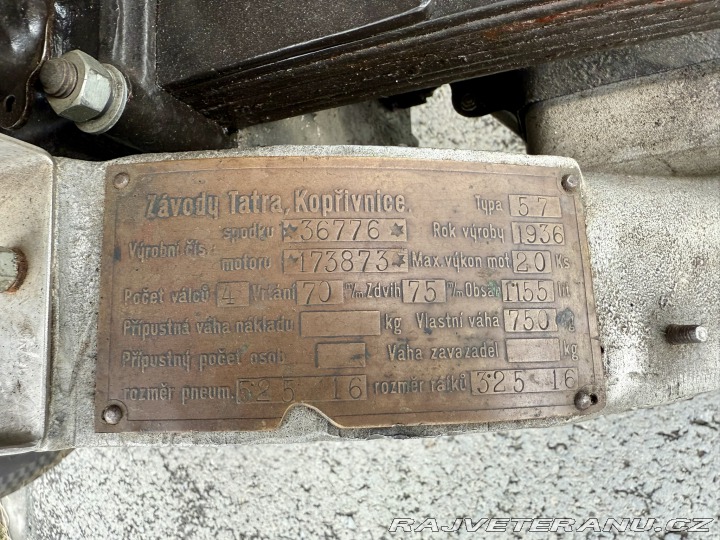 Závody Tatra, Kopřivnice. Typa 57
Výrobní čís: spodku *36776* Rok výroby 1936
motoru *173873* Max. výkon mot. 20 Ks
Počet válců 4 Vrtání 70 m/m Zdvih 75 m/m Obsah 1155 lit
Přípustná váha nákladu kg Vlastní váha 750 kg
Přípustný počet osob Váha zavazadel kg
rozměr pneum. 325 16 rozměr ráfků 325 16
RAJVETERANU.CZ